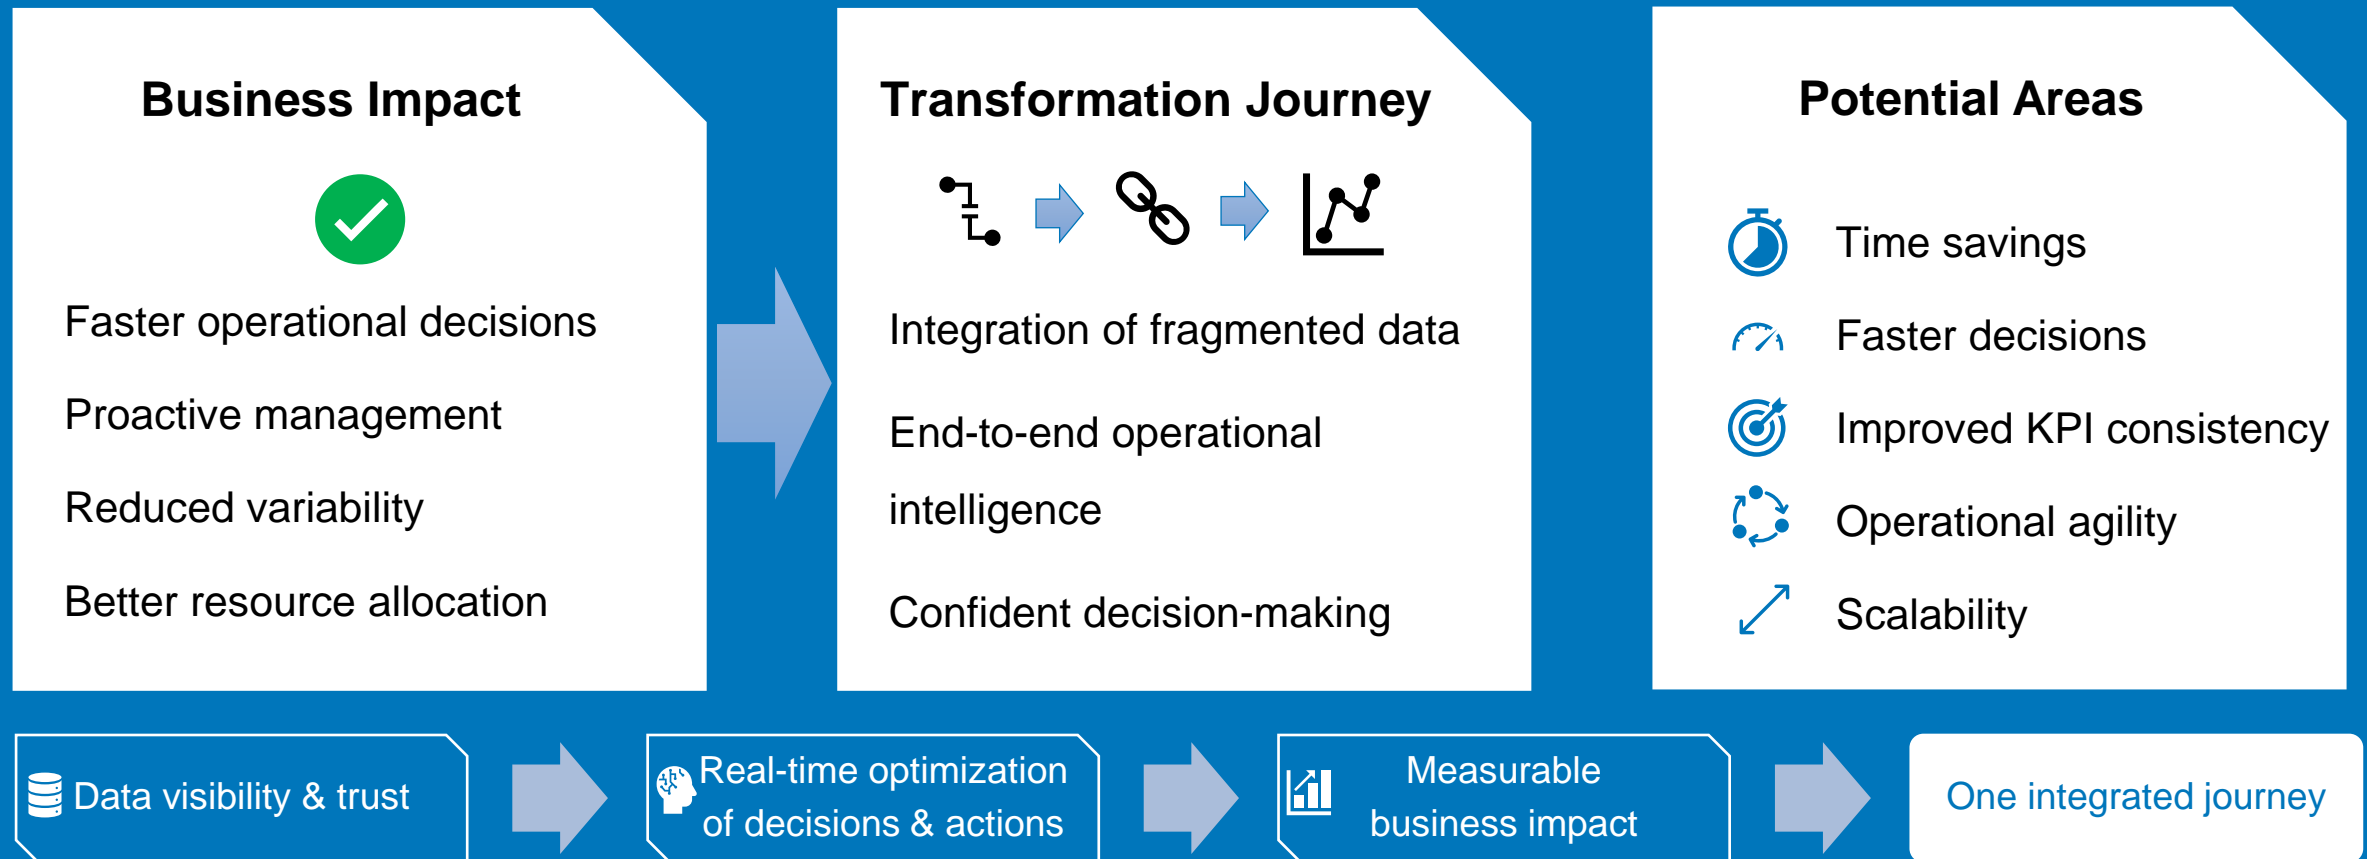 Business Impact
Faster operational decisions
Proactive management
Reduced variability
Better resource allocation
Transformation Journey
Integration of fragmented data
End-to-end operational
intelligence
Confident decision-making
Potential Areas
Time savings
Faster decisions
Improved KPI consistency
Operational agility
Scalability
Data visibility & trust
Real-time optimization
of decisions & actions
Measurable
business impact
One integrated journey